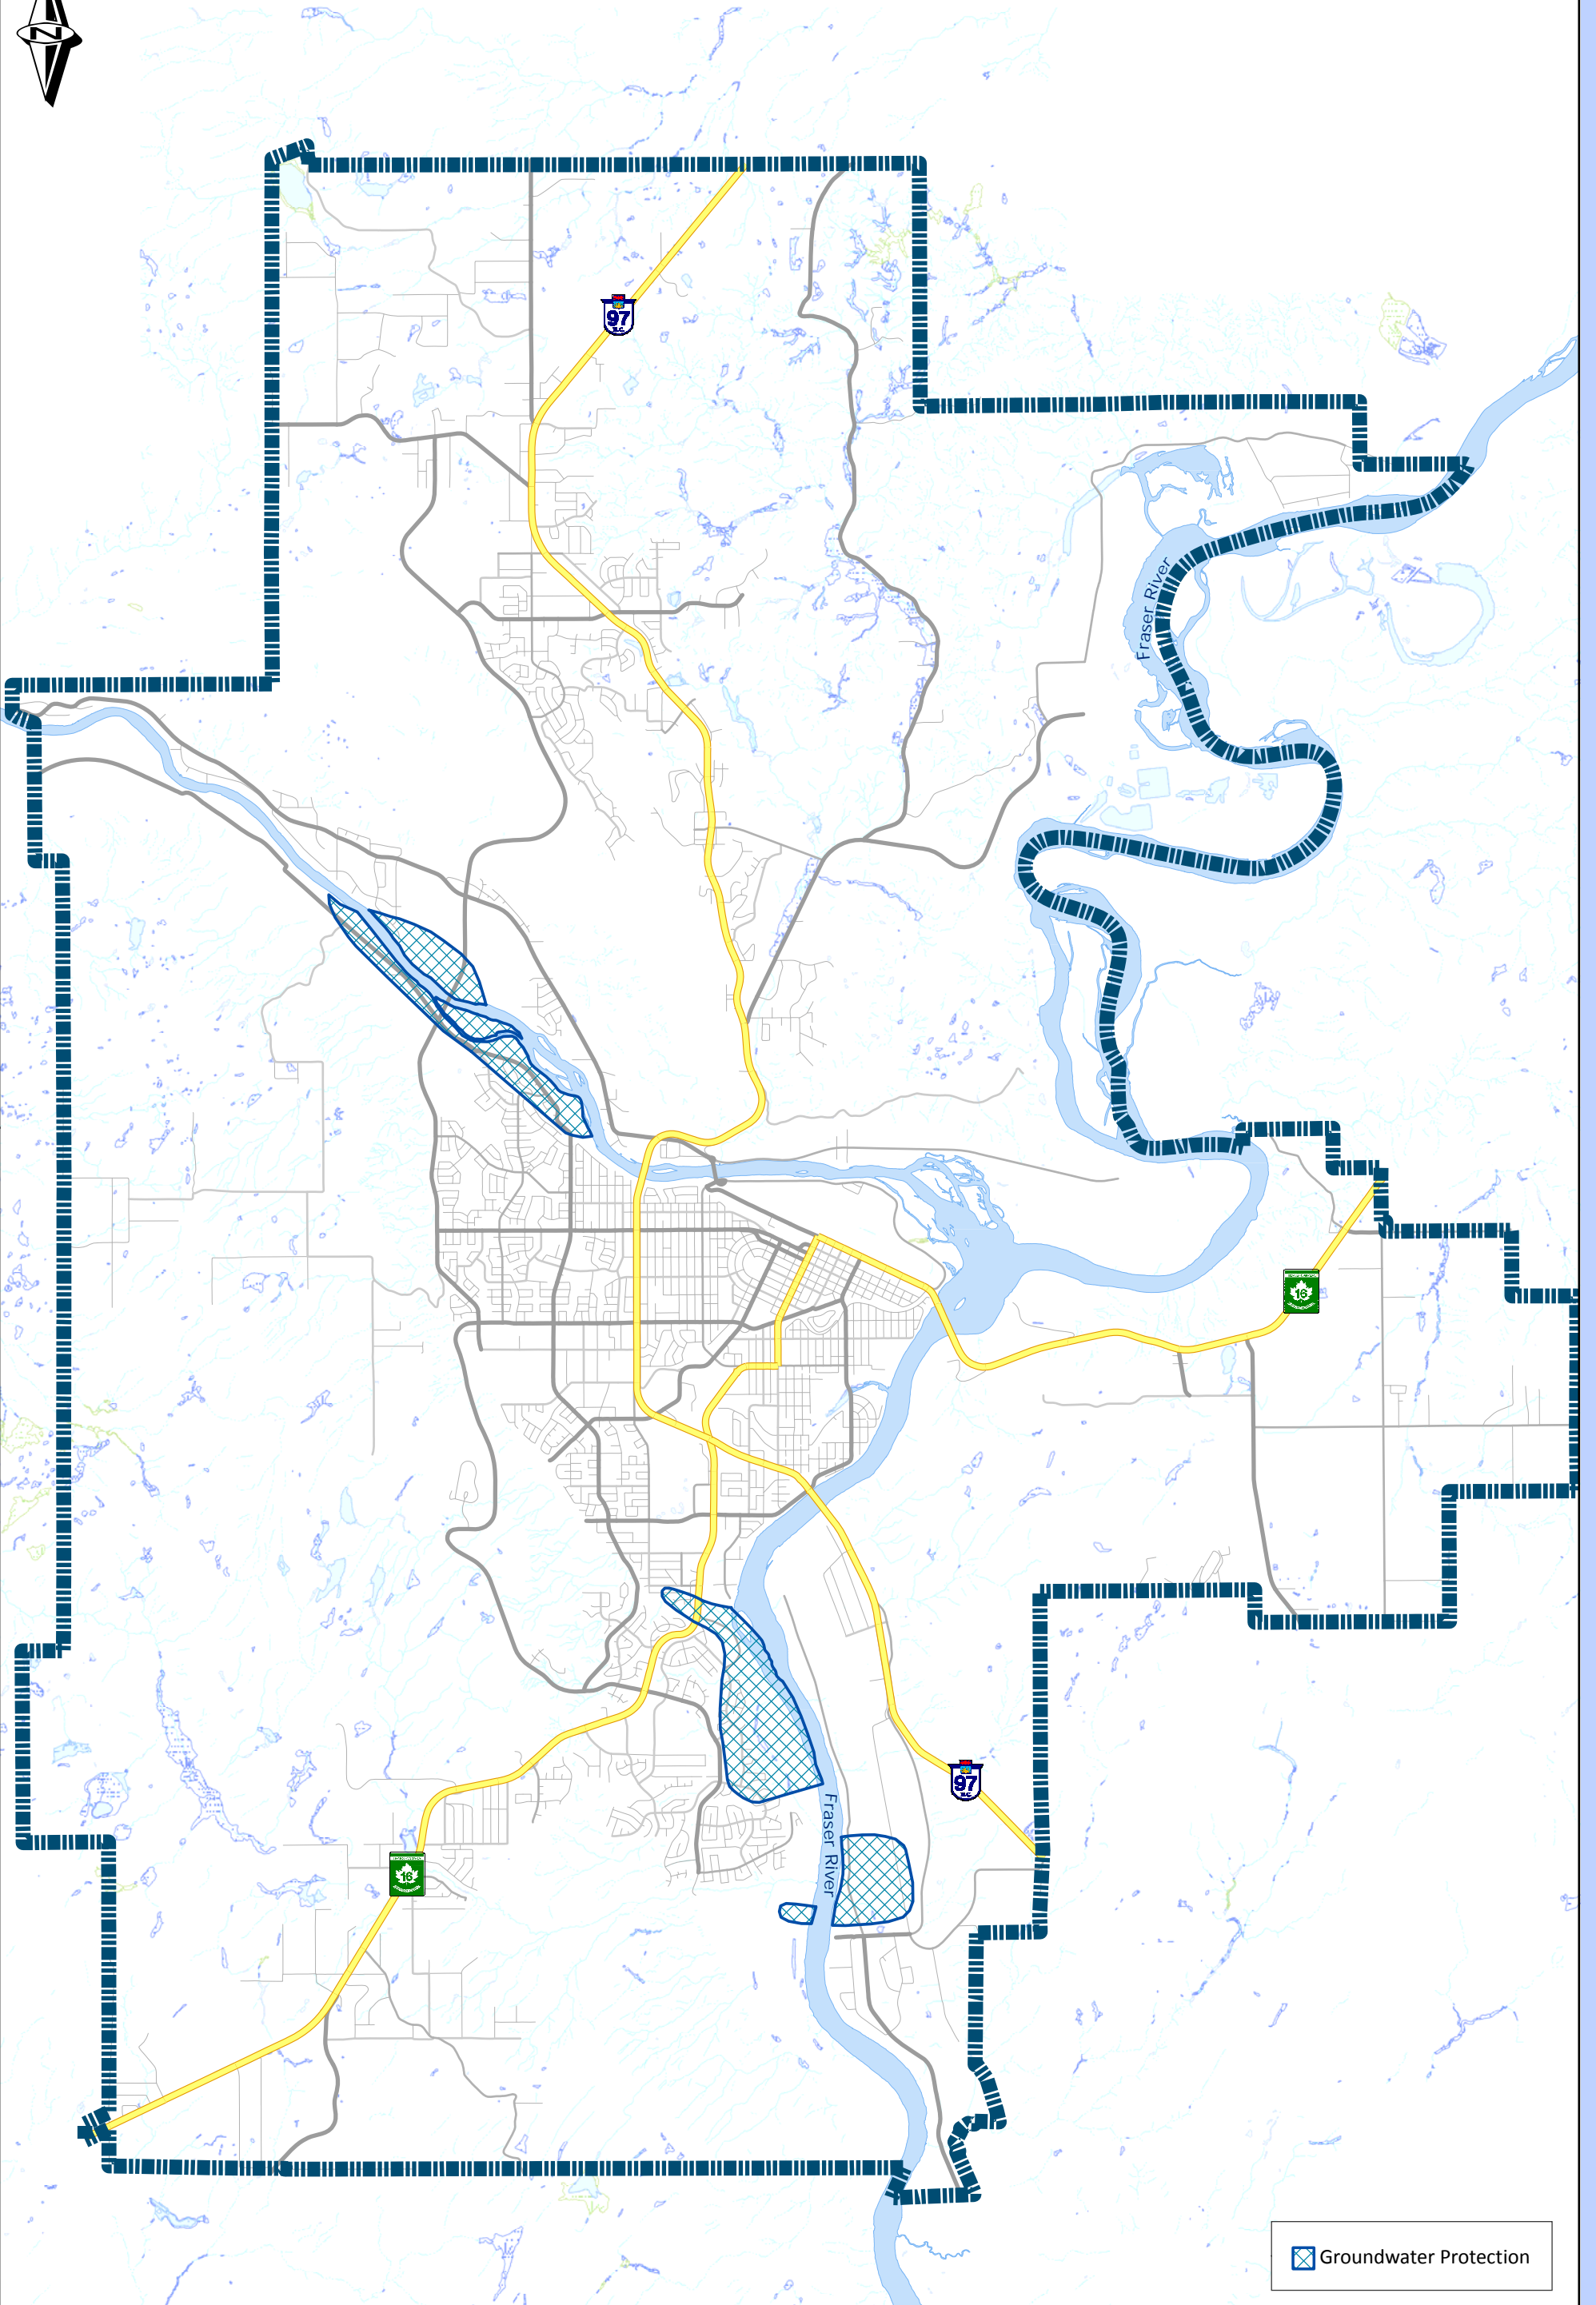 N
97
B.C.
Fraser River
16
97
B.C.
Fraser River
16
Groundwater Protection